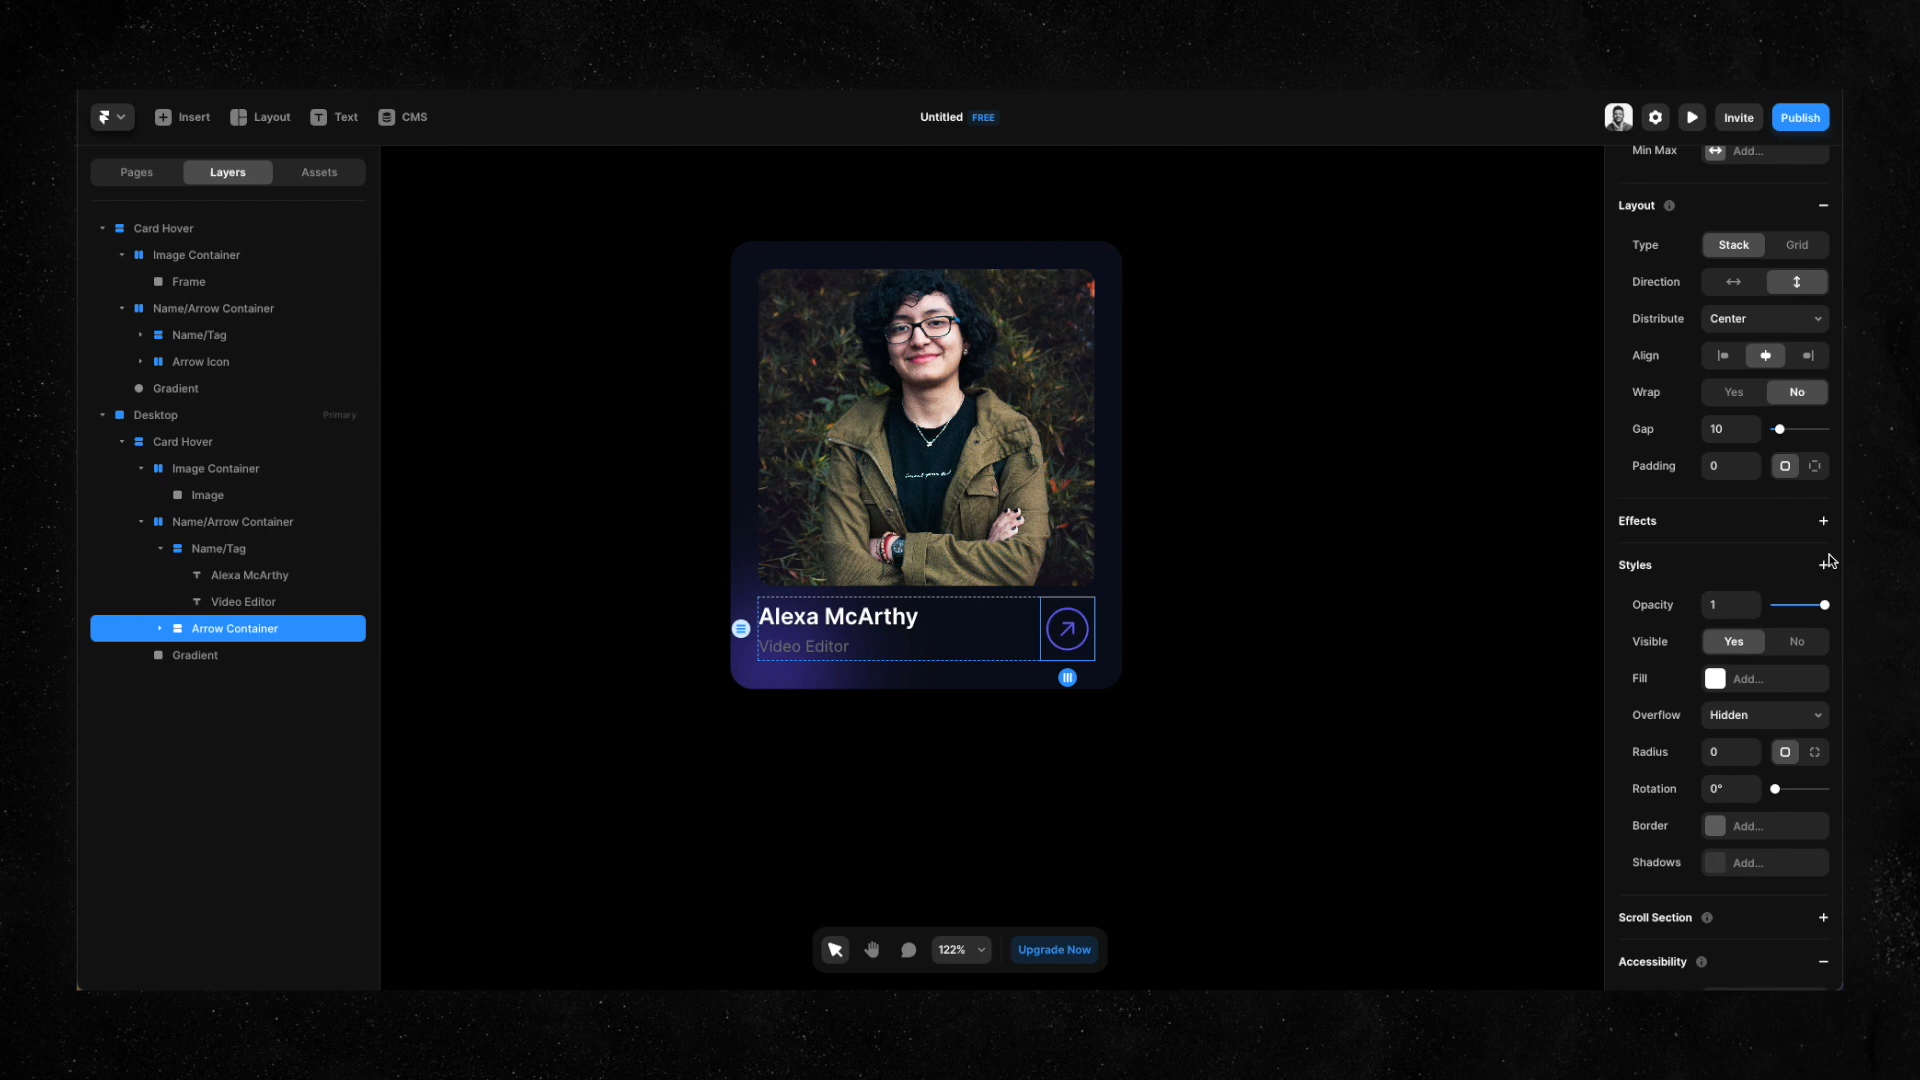 Insert
Layout
Text
CMS
Untitled FREE
Invite
Publish
Pages
Layers
Assets
Card Hover
Image Container
Frame
Name/Arrow Container
Name/Tag
Arrow Icon
Gradient
Desktop Primary
Card Hover
Image Container
Image
Name/Arrow Container
Name/Tag
Alexa McArthy
Video Editor
Arrow Container
Gradient
Alexa McArthy
Video Editor
122%
Upgrade Now
Min Max Add...
Layout
Type Stack Grid
Direction
Distribute Center
Align
Wrap Yes No
Gap 10
Padding 0
Effects
Styles
Opacity 1
Visible Yes No
Fill Add...
Overflow Hidden
Radius 0
Rotation 0°
Border Add...
Shadows Add...
Scroll Section
Accessibility